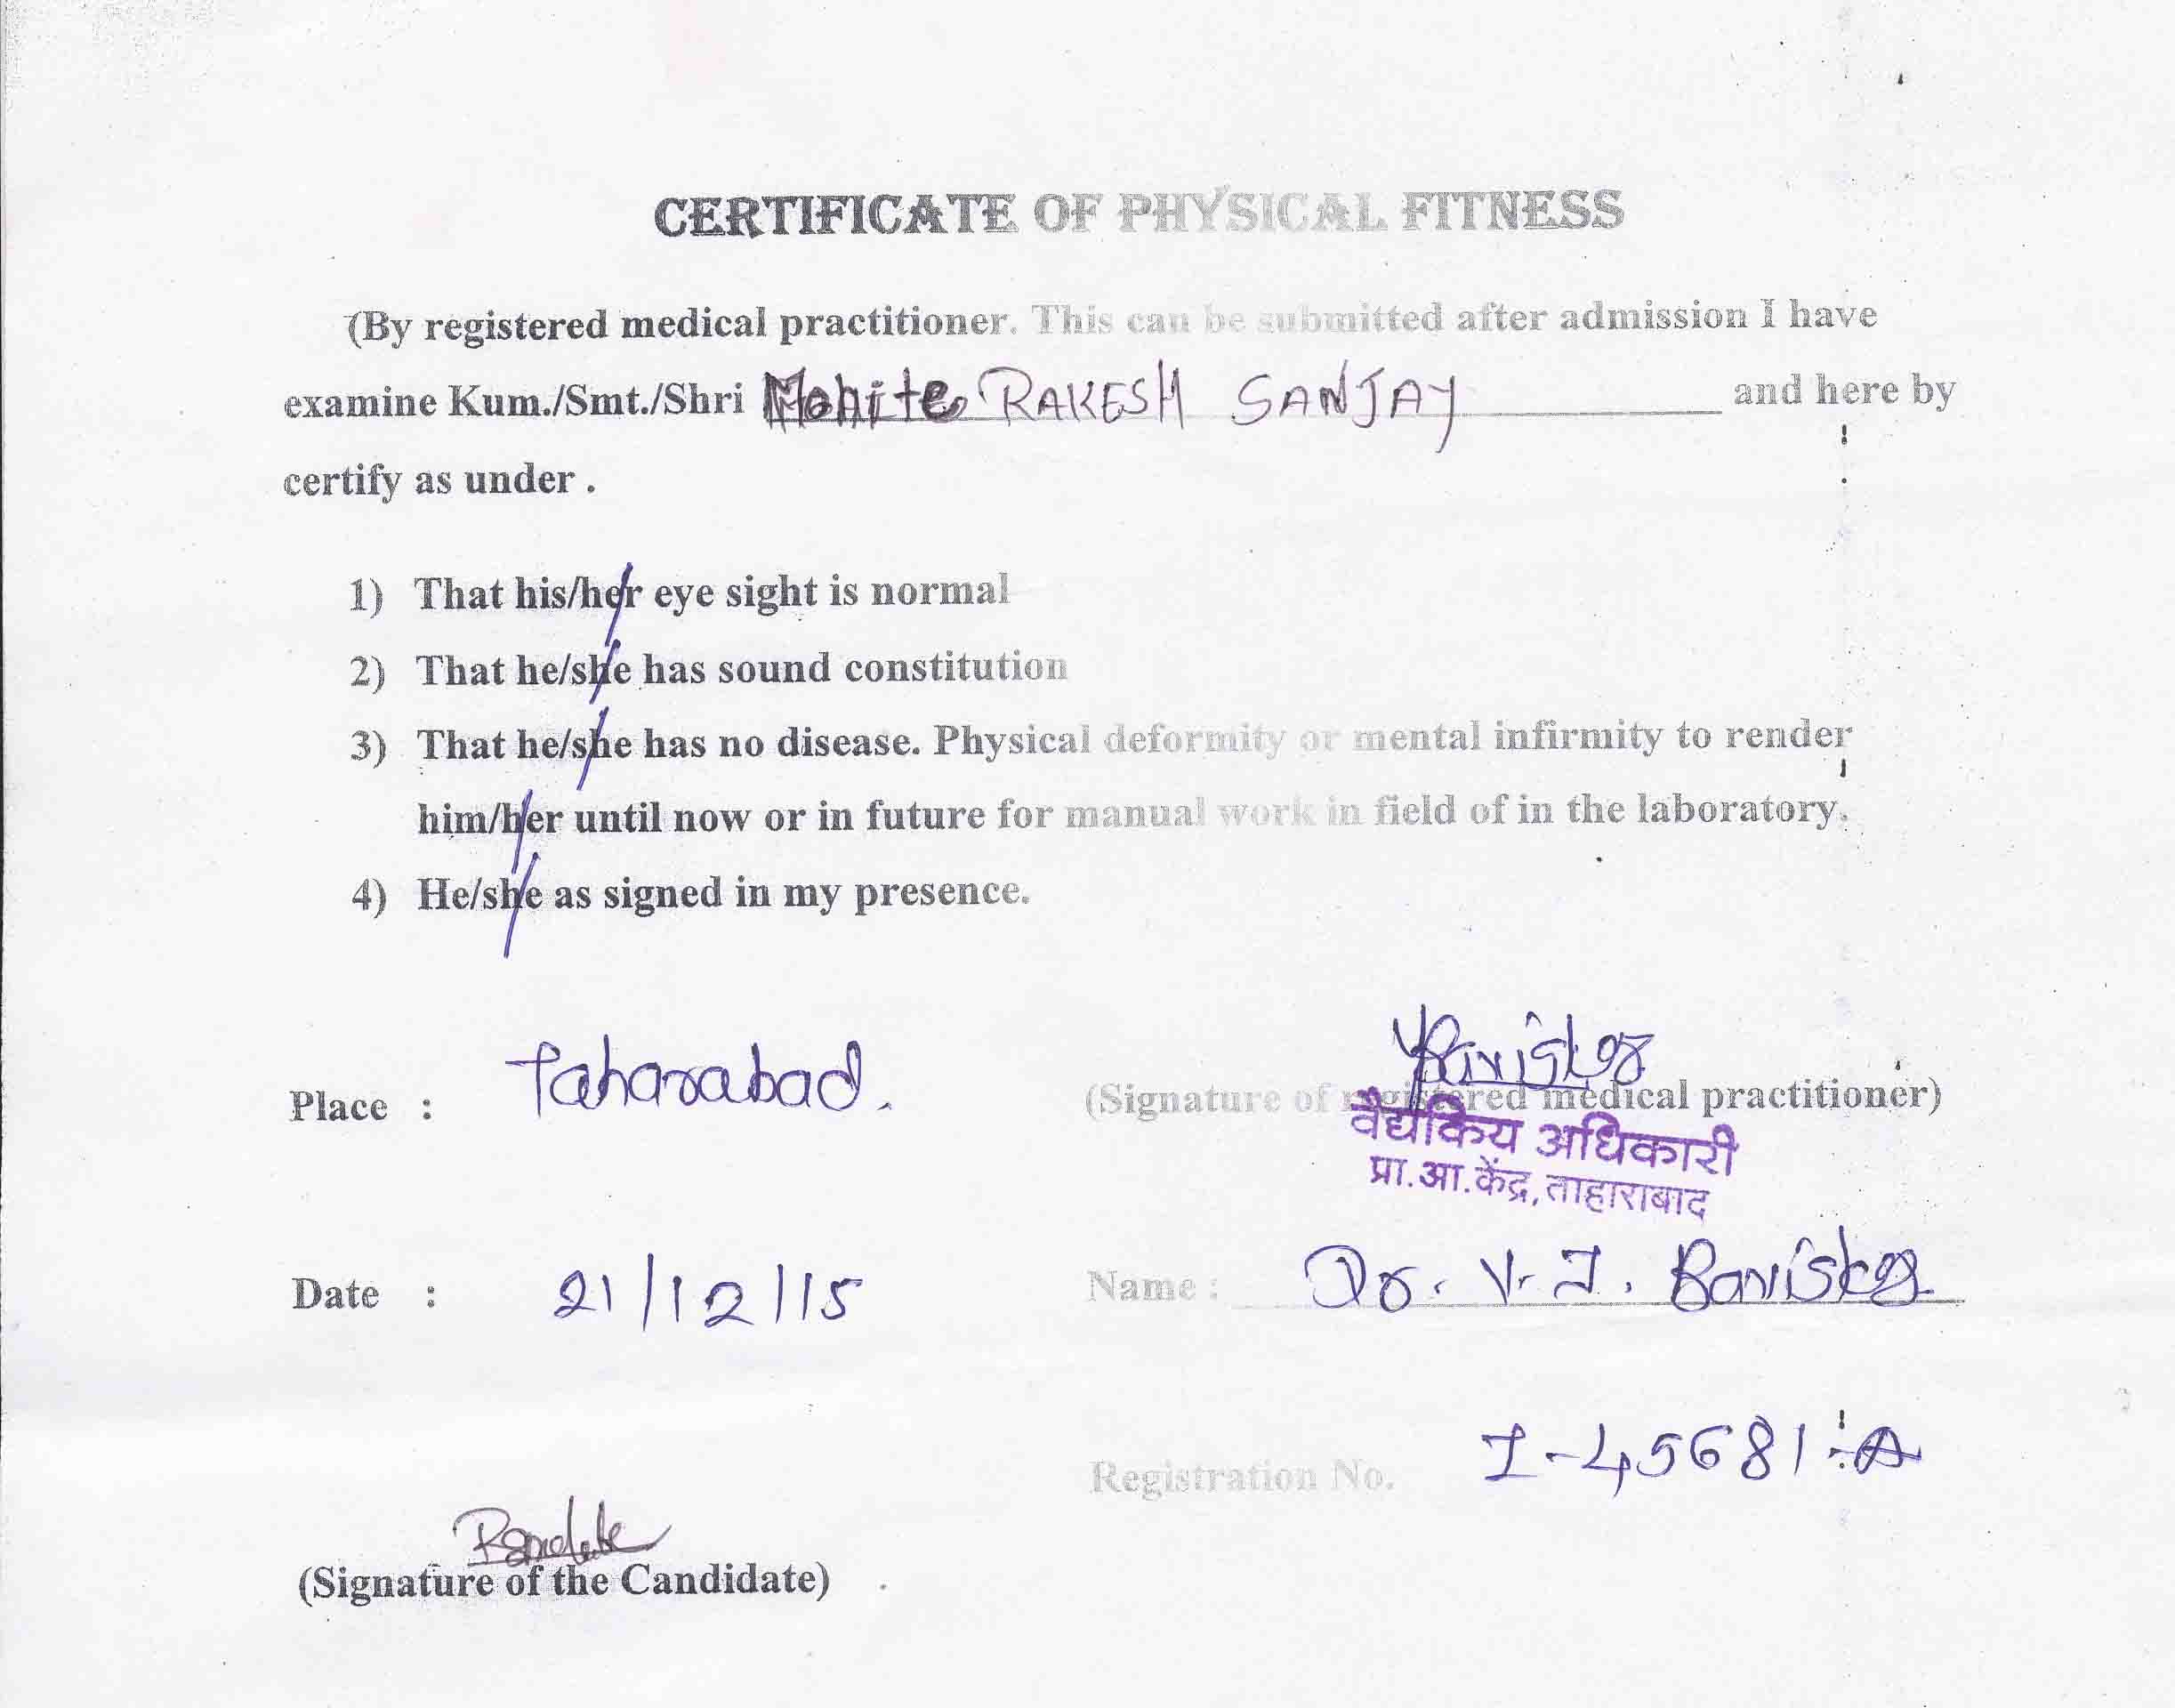 CERTIFICATE OF PHYSICAL FITNESS
(By registered medical practitioner. This can be submitted after admission I have
examine Kum./Smt./Shri Mohite RAKESH SANJAY and here by
certify as under .
1) That his/her eye sight is normal
2) That he/she has sound constitution
3) That he/she has no disease. Physical deformity or mental infirmity to render
him/her until now or in future for manual work in field of in the laboratory.
4) He/she as signed in my presence.
Place : Taharabad.
(Signature of registered medical practitioner)
वैद्यकिय अधिकारी
प्रा.आ.केंद्र, ताहाराबाद
Date : 21/12/15
Name : Dr. V. J.
Registration No. I-45681-A
(Signature of the Candidate)